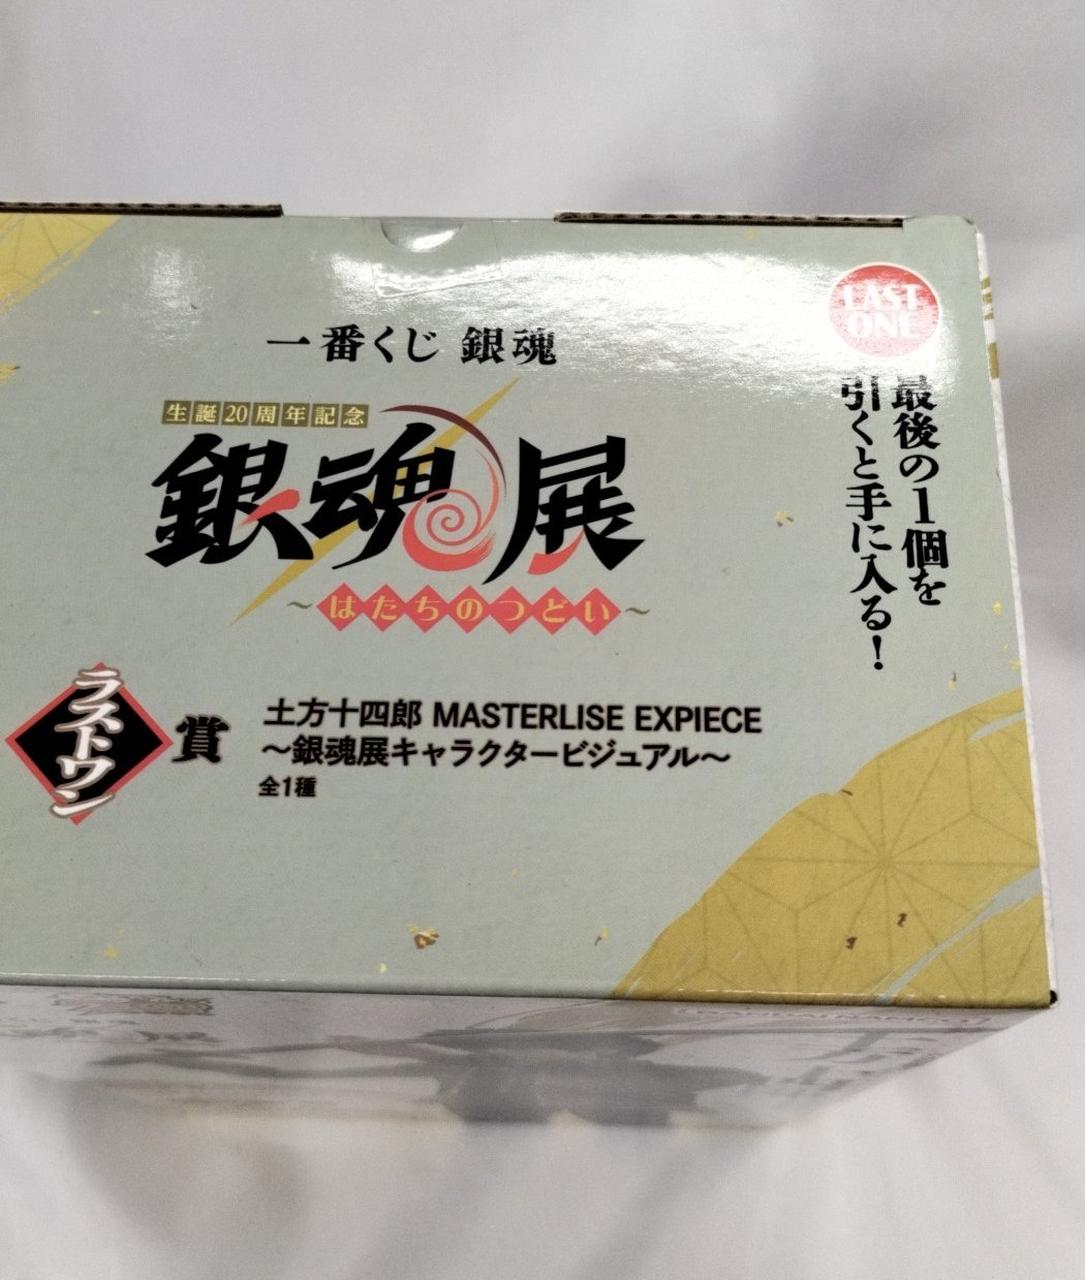 一番くじ 銀魂
生誕20周年記念
銀魂展
～はたちのつどい～
LAST
ONE
最後の1個を
引くと手に入る！
ラストワン賞
土方十四郎 MASTERLISE EXPIECE
～銀魂展キャラクタービジュアル～
全1種